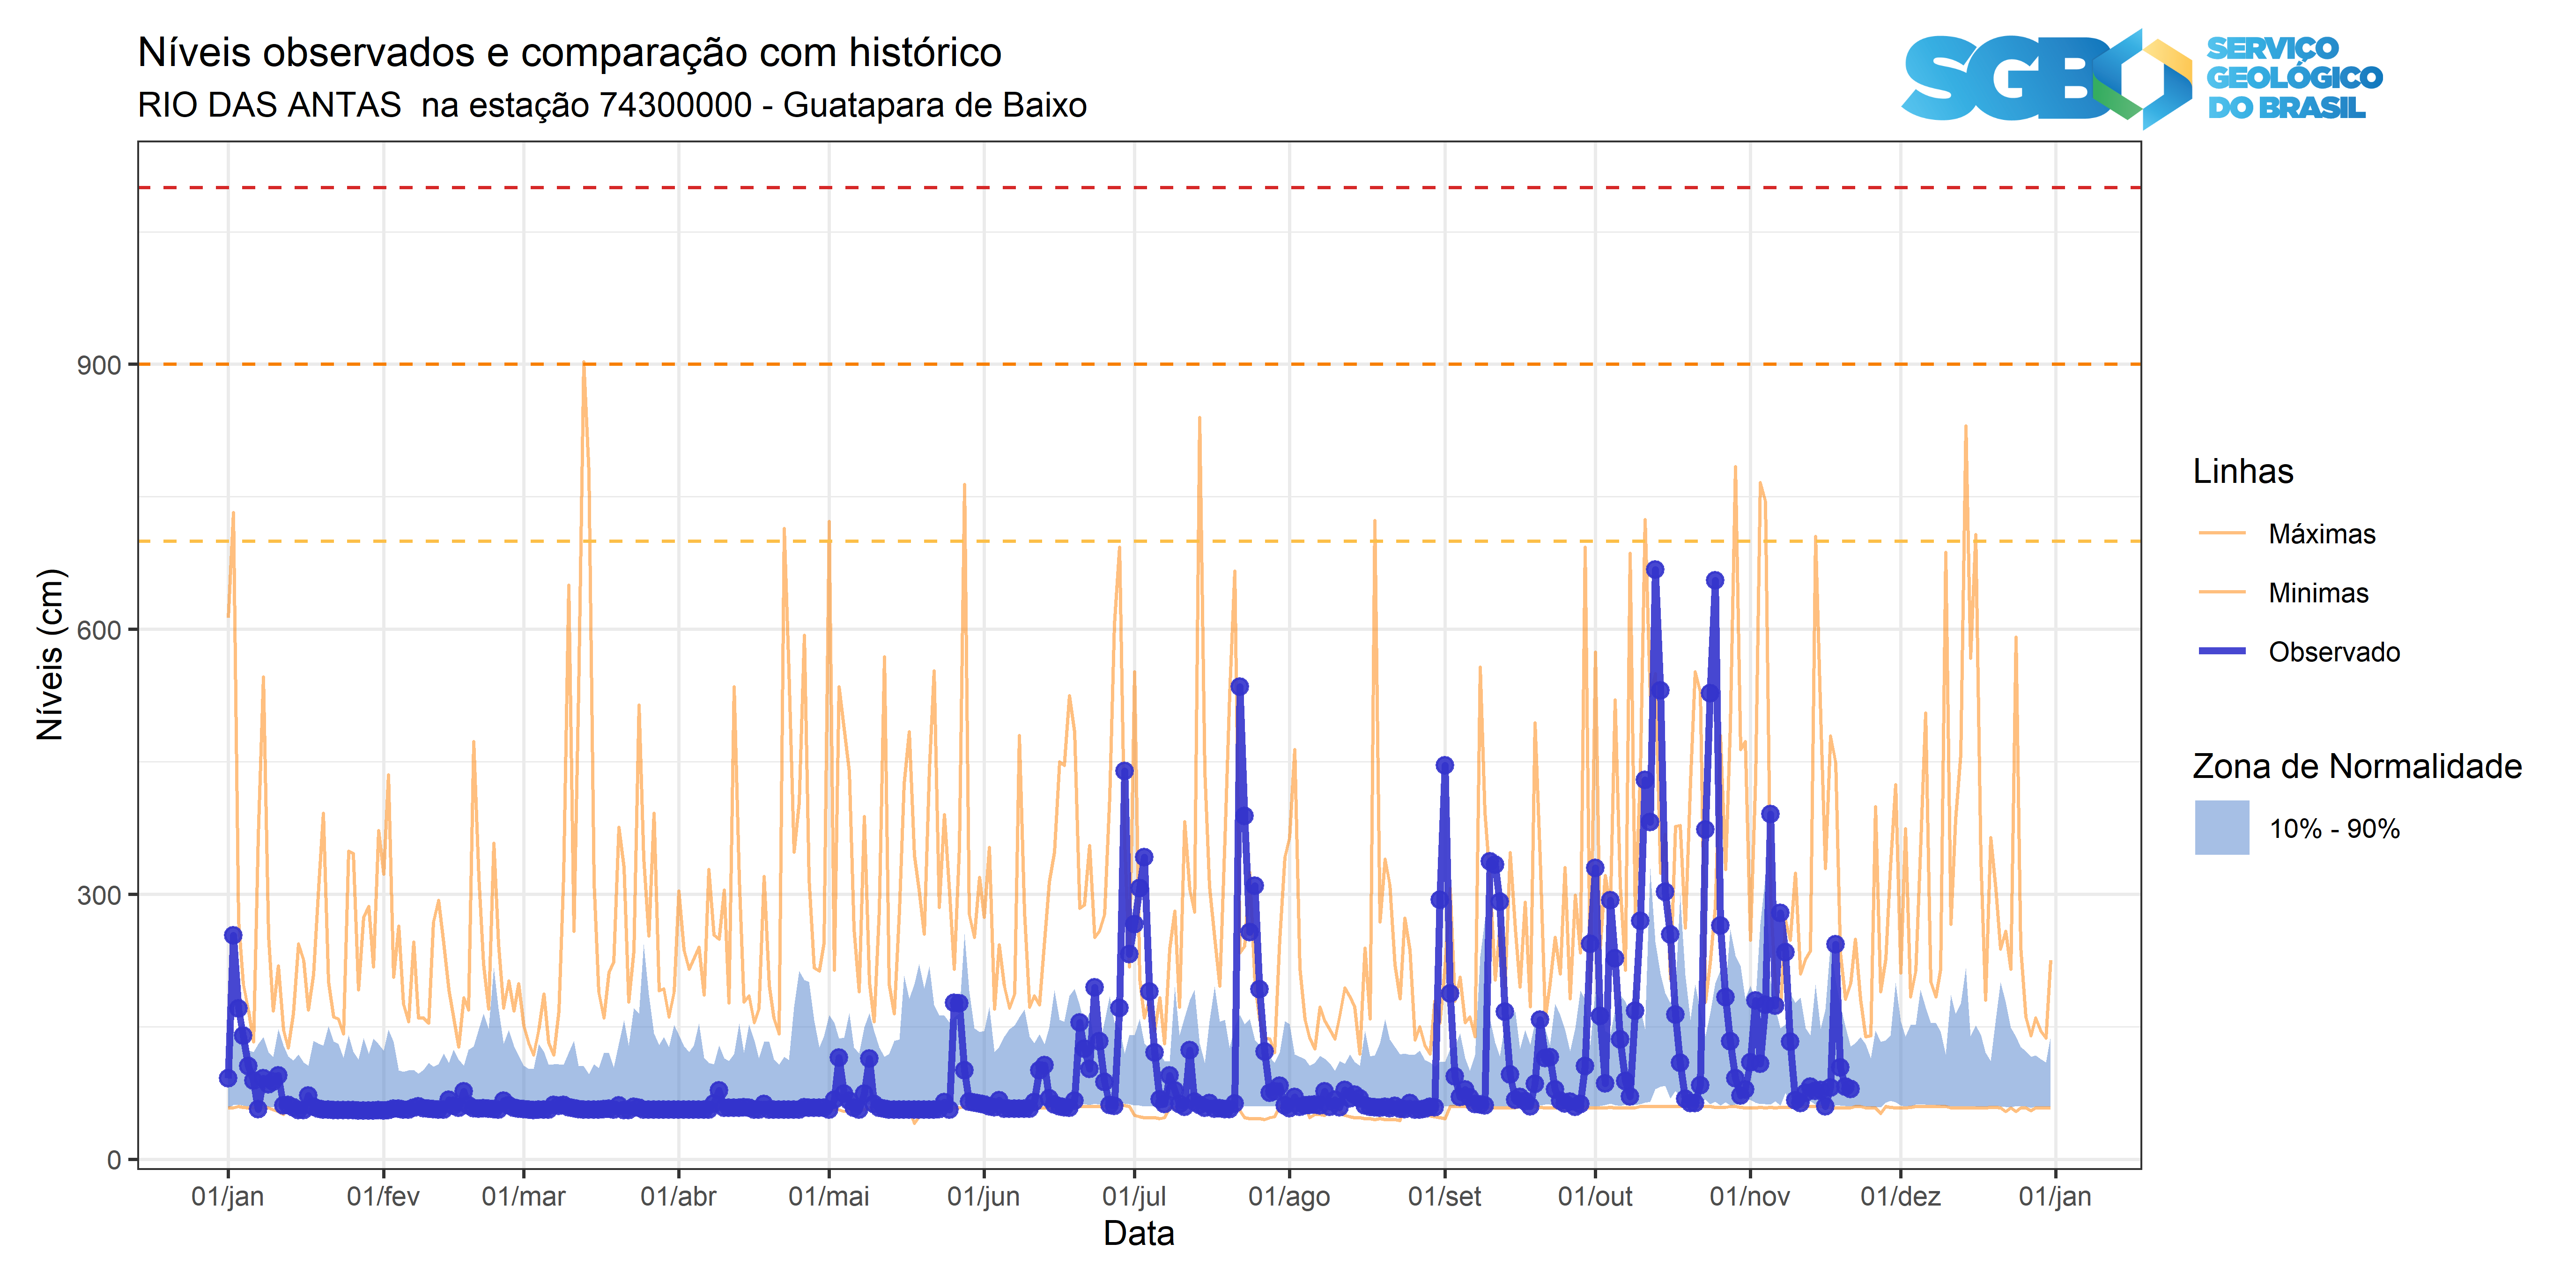 Níveis observados e comparação com histórico
RIO DAS ANTAS  na estação 74300000 - Guatapara de Baixo
SGB
SERVIÇO
GEOLÓGICO
DO BRASIL
Níveis (cm)
900
600
300
0
01/jan 01/fev 01/mar 01/abr 01/mai 01/jun 01/jul 01/ago 01/set 01/out 01/nov 01/dez 01/jan
Data
Linhas
Máximas
Minimas
Observado
Zona de Normalidade
10% - 90%